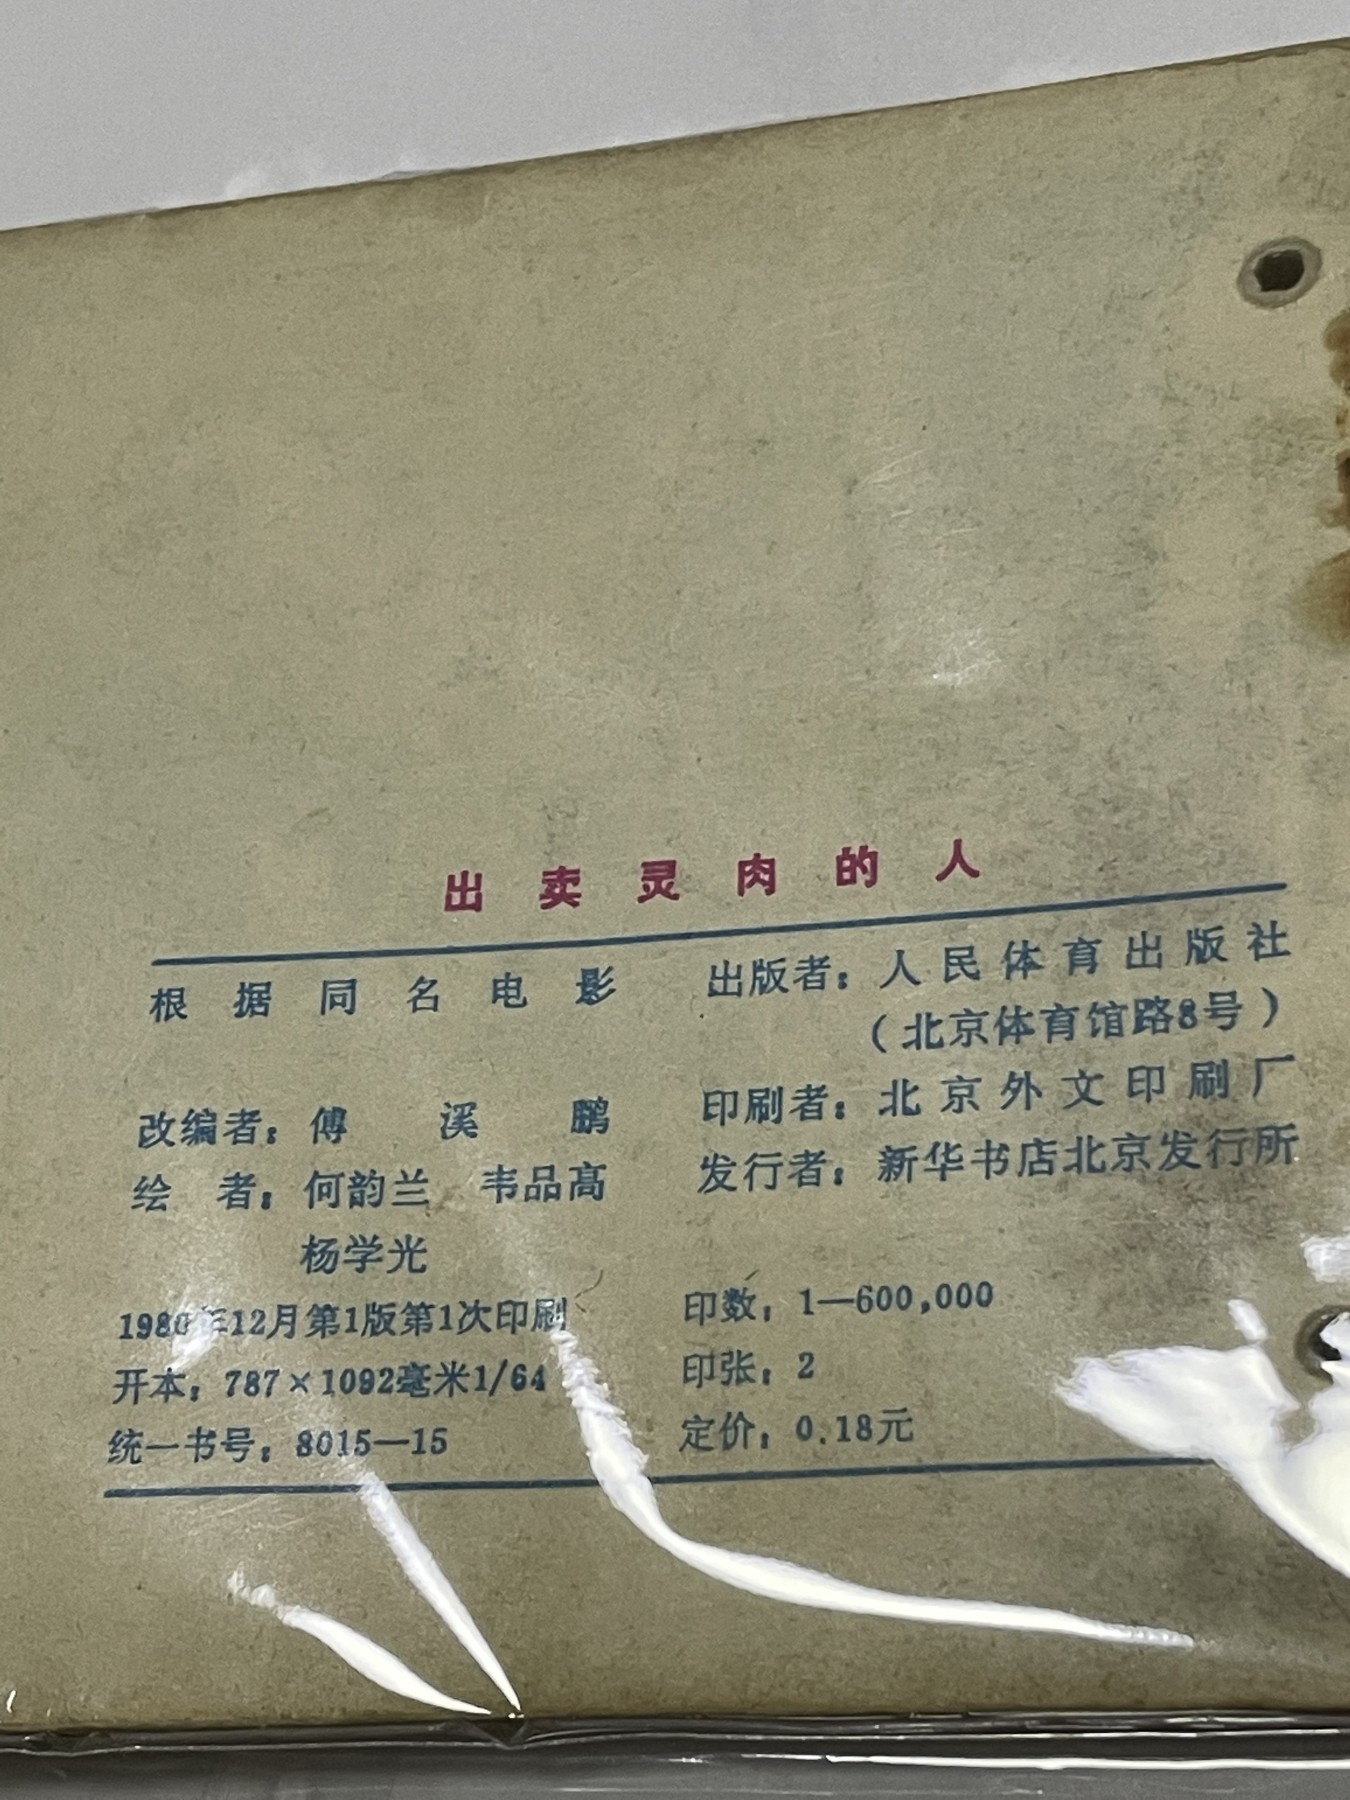 出卖灵肉的人
根据同名电影
改编者：傅溪鹏
绘者：何韵兰 韦品高
杨学光
1980年12月第1版第1次印刷
开本：787×1092毫米1/64
统一书号：8015—15
出版者：人民体育出版社
（北京体育馆路8号）
印刷者：北京外文印刷厂
发行者：新华书店北京发行所
印数：1—600,000
印张：2
定价：0.18元